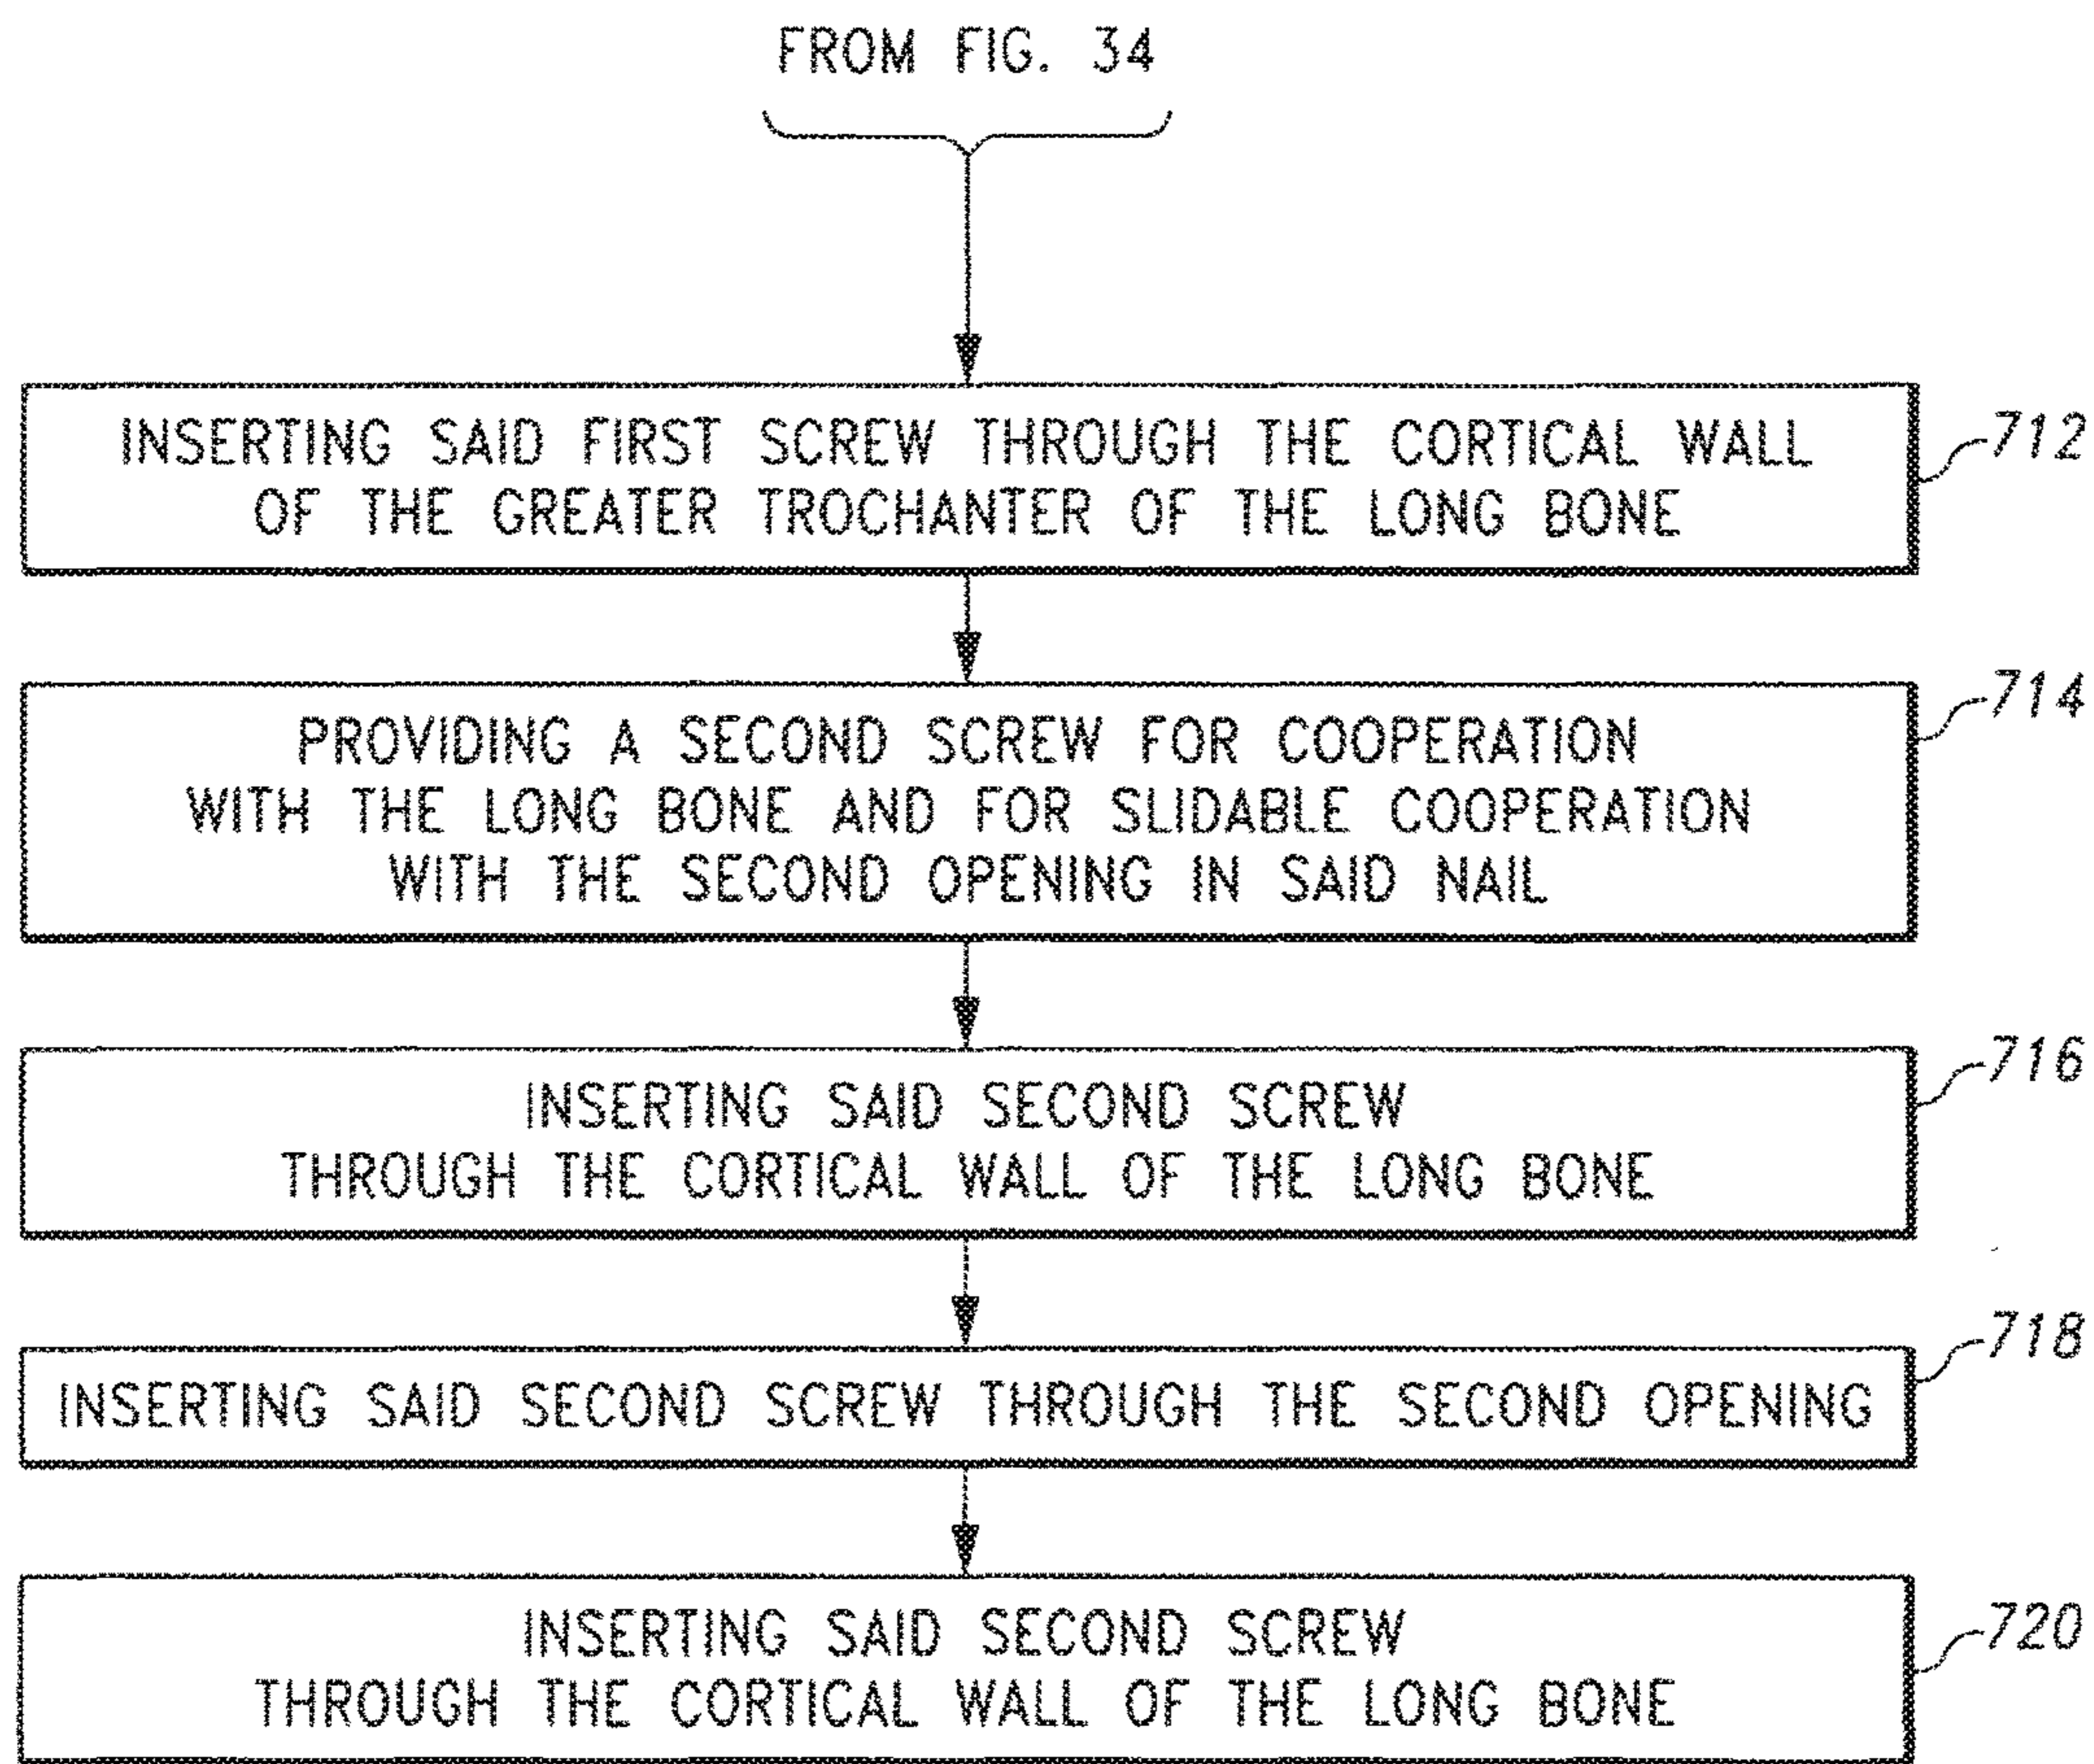 FROM FIG. 34
INSERTING SAID FIRST SCREW THROUGH THE CORTICAL WALL
OF THE GREATER TROCHANTER OF THE LONG BONE
712
PROVIDING A SECOND SCREW FOR COOPERATION
WITH THE LONG BONE AND FOR SLIDABLE COOPERATION
WITH THE SECOND OPENING IN SAID NAIL
714
INSERTING SAID SECOND SCREW
THROUGH THE CORTICAL WALL OF THE LONG BONE
716
INSERTING SAID SECOND SCREW THROUGH THE SECOND OPENING
718
INSERTING SAID SECOND SCREW
THROUGH THE CORTICAL WALL OF THE LONG BONE
720